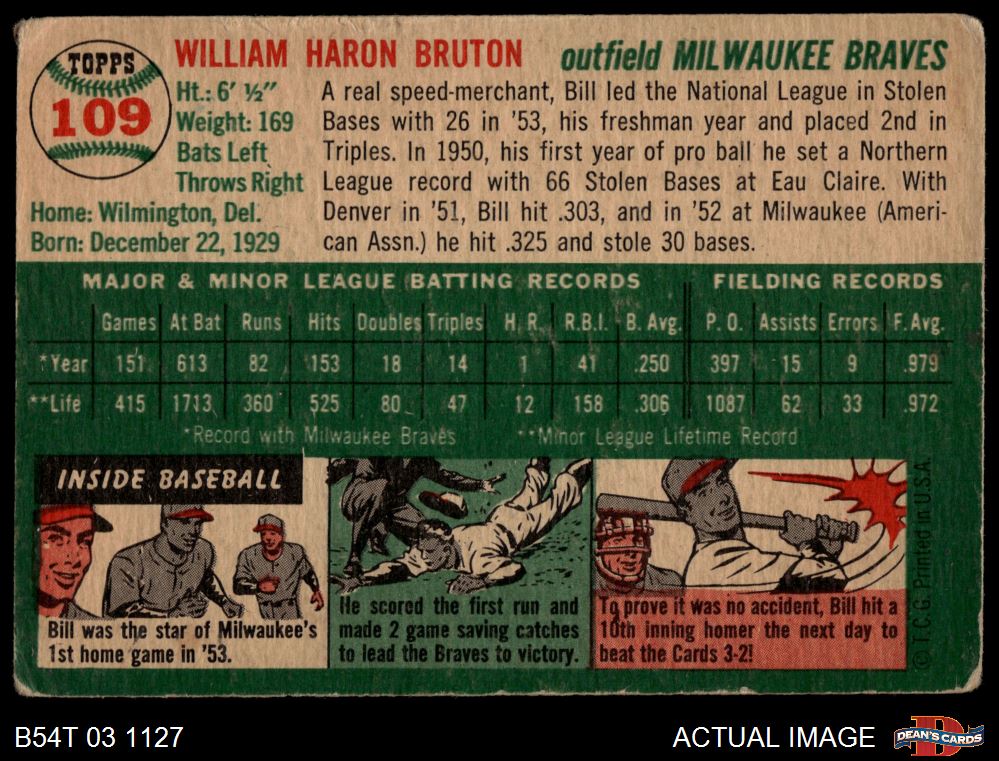 TOPPS
109
WILLIAM HARON BRUTON
outfield MILWAUKEE BRAVES
Ht.: 6' ½"
Weight: 169
Bats Left
Throws Right
Home: Wilmington, Del.
Born: December 22, 1929
A real speed-merchant, Bill led the National League in Stolen
Bases with 26 in '53, his freshman year and placed 2nd in
Triples. In 1950, his first year of pro ball he set a Northern
League record with 66 Stolen Bases at Eau Claire. With
Denver in '51, Bill hit .303, and in '52 at Milwaukee (Ameri-
can Assn.) he hit .325 and stole 30 bases.
MAJOR & MINOR LEAGUE BATTING RECORDS FIELDING RECORDS
Games At Bat Runs Hits Doubles Triples H. R. R.B.I. B. Avg. P. O. Assists Errors F. Avg.
*Year 151 613 82 153 18 14 1 41 .250 397 15 9 .979
**Life 415 1713 360 525 80 47 12 158 .306 1087 62 33 .972
*Record with Milwaukee Braves **Minor League Lifetime Record
INSIDE BASEBALL
Bill was the star of Milwaukee's
1st home game in '53.
He scored the first run and
made 2 game saving catches
to lead the Braves to victory.
To prove it was no accident, Bill hit a
10th inning homer the next day to
beat the Cards 3-2!
© T.C.G. Printed in U.S.A.
B54T 03 1127
ACTUAL IMAGE
DEAN'S CARDS